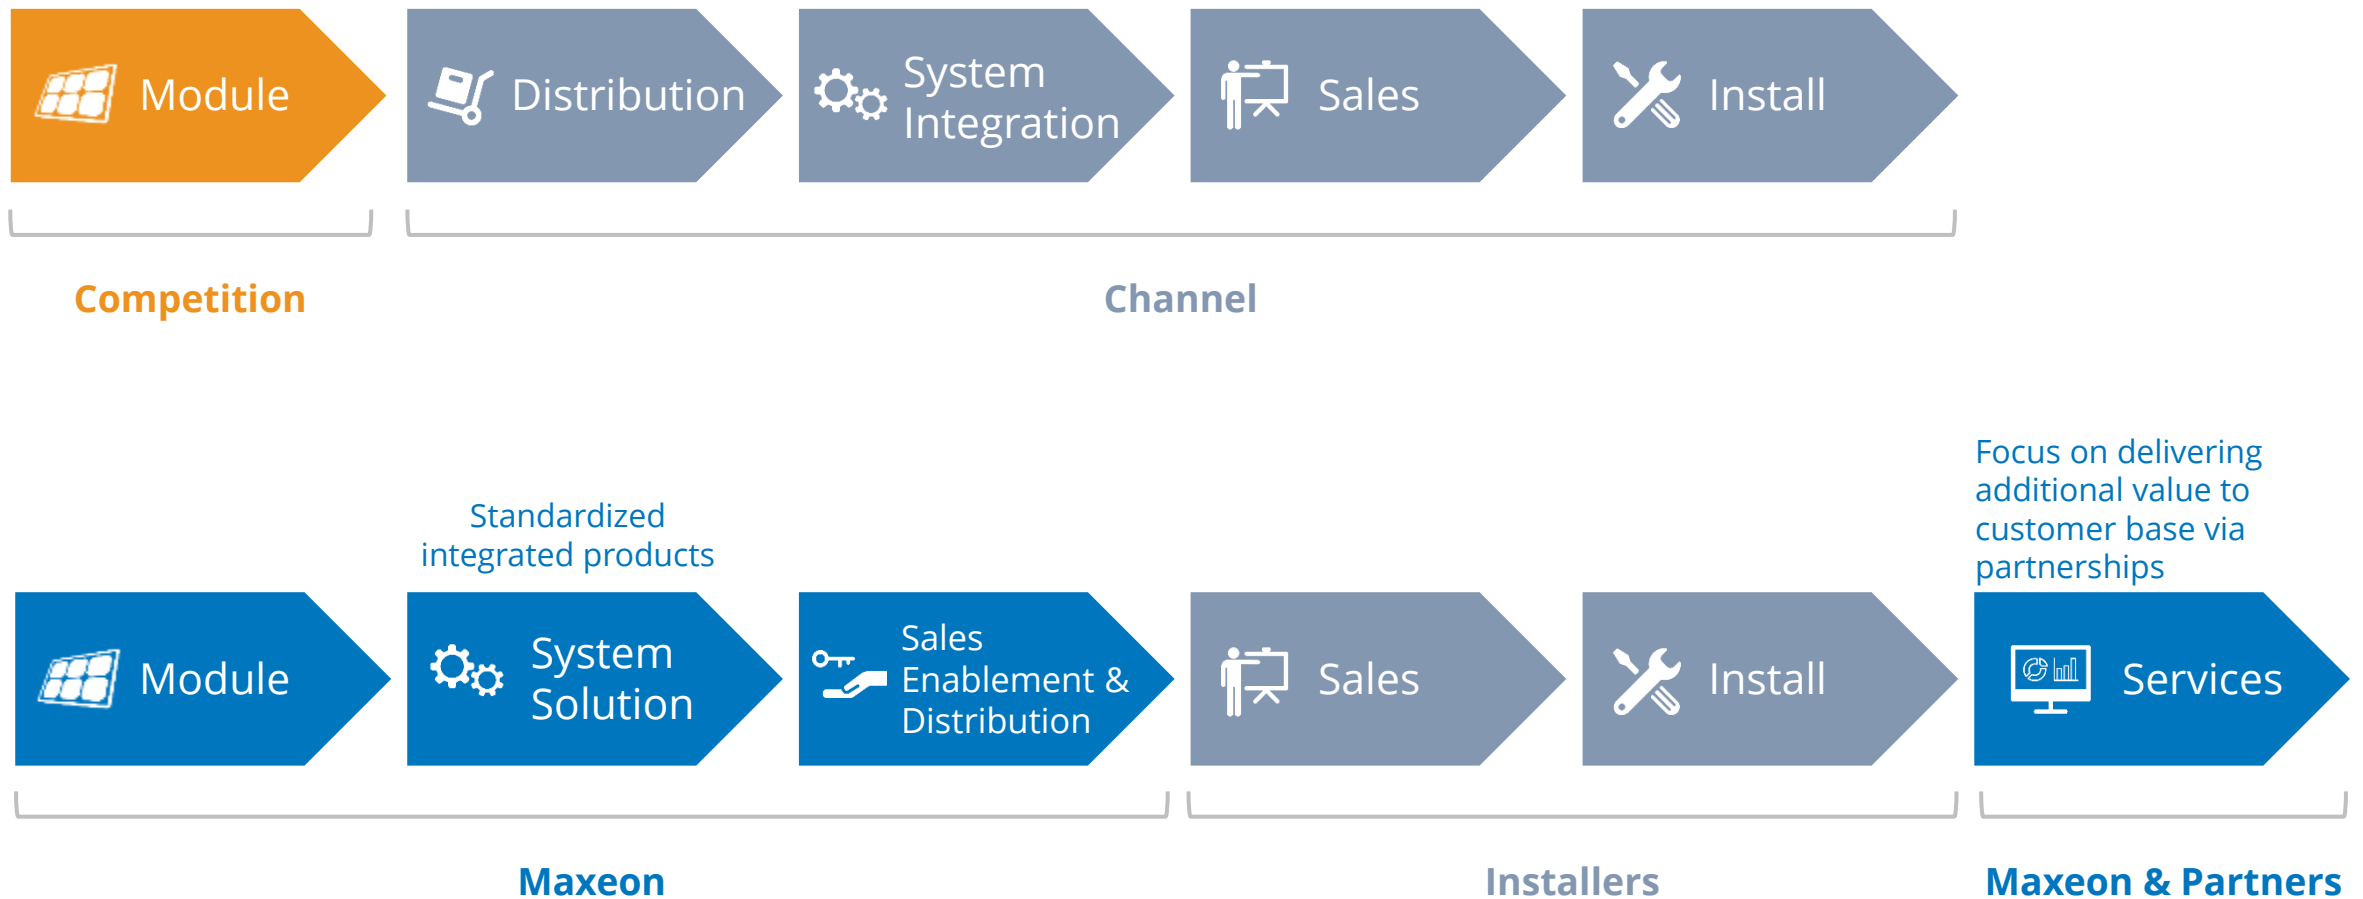 Module
Distribution
System
Integration
Sales
Install
Competition
Channel
Standardized
integrated products
Focus on delivering
additional value to
customer base via
partnerships
Module
System
Solution
Sales
Enablement &
Distribution
Sales
Install
Services
Maxeon
Installers
Maxeon & Partners